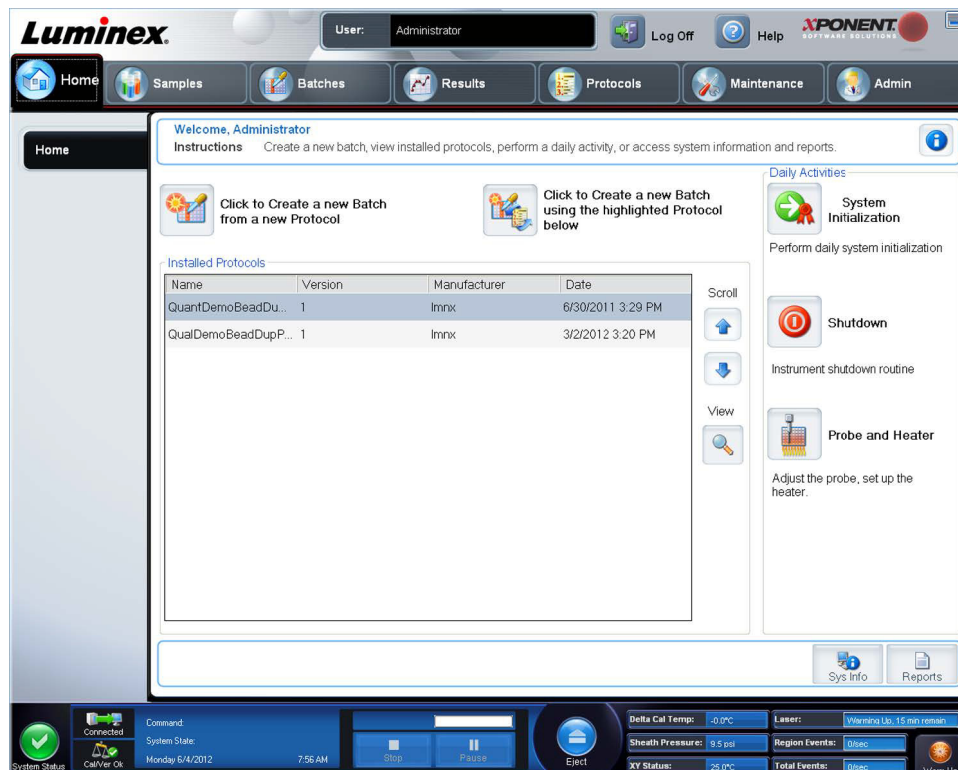 Luminex.
User: Administrator
Log Off
Help
XPONENT.
SOFTWARE SOLUTIONS
Home
Samples
Batches
Results
Protocols
Maintenance
Admin
Home
Welcome, Administrator
Instructions Create a new batch, view installed protocols, perform a daily activity, or access system information and reports.
Click to Create a new Batch
from a new Protocol
Click to Create a new Batch
using the highlighted Protocol
below
Installed Protocols
Name Version Manufacturer Date
QuantDemoBeadDu... 1 lmnx 6/30/2011 3:29 PM
QualDemoBeadDupP... 1 lmnx 3/2/2012 3:20 PM
Scroll
View
Daily Activities
System
Initialization
Perform daily system initialization
Shutdown
Instrument shutdown routine
Probe and Heater
Adjust the probe, set up the
heater.
Sys Info
Reports
System Status
Connected
Cal/Ver Ok
Command:
System State:
Monday 6/4/2012 7:56 AM
Stop
Pause
Eject
Delta Cal Temp: -0.0°C
Sheath Pressure: 9.5 psi
XY Status: 25.0°C
Laser: Warming Up, 15 min remain
Region Events: 0/sec
Total Events: 0/sec